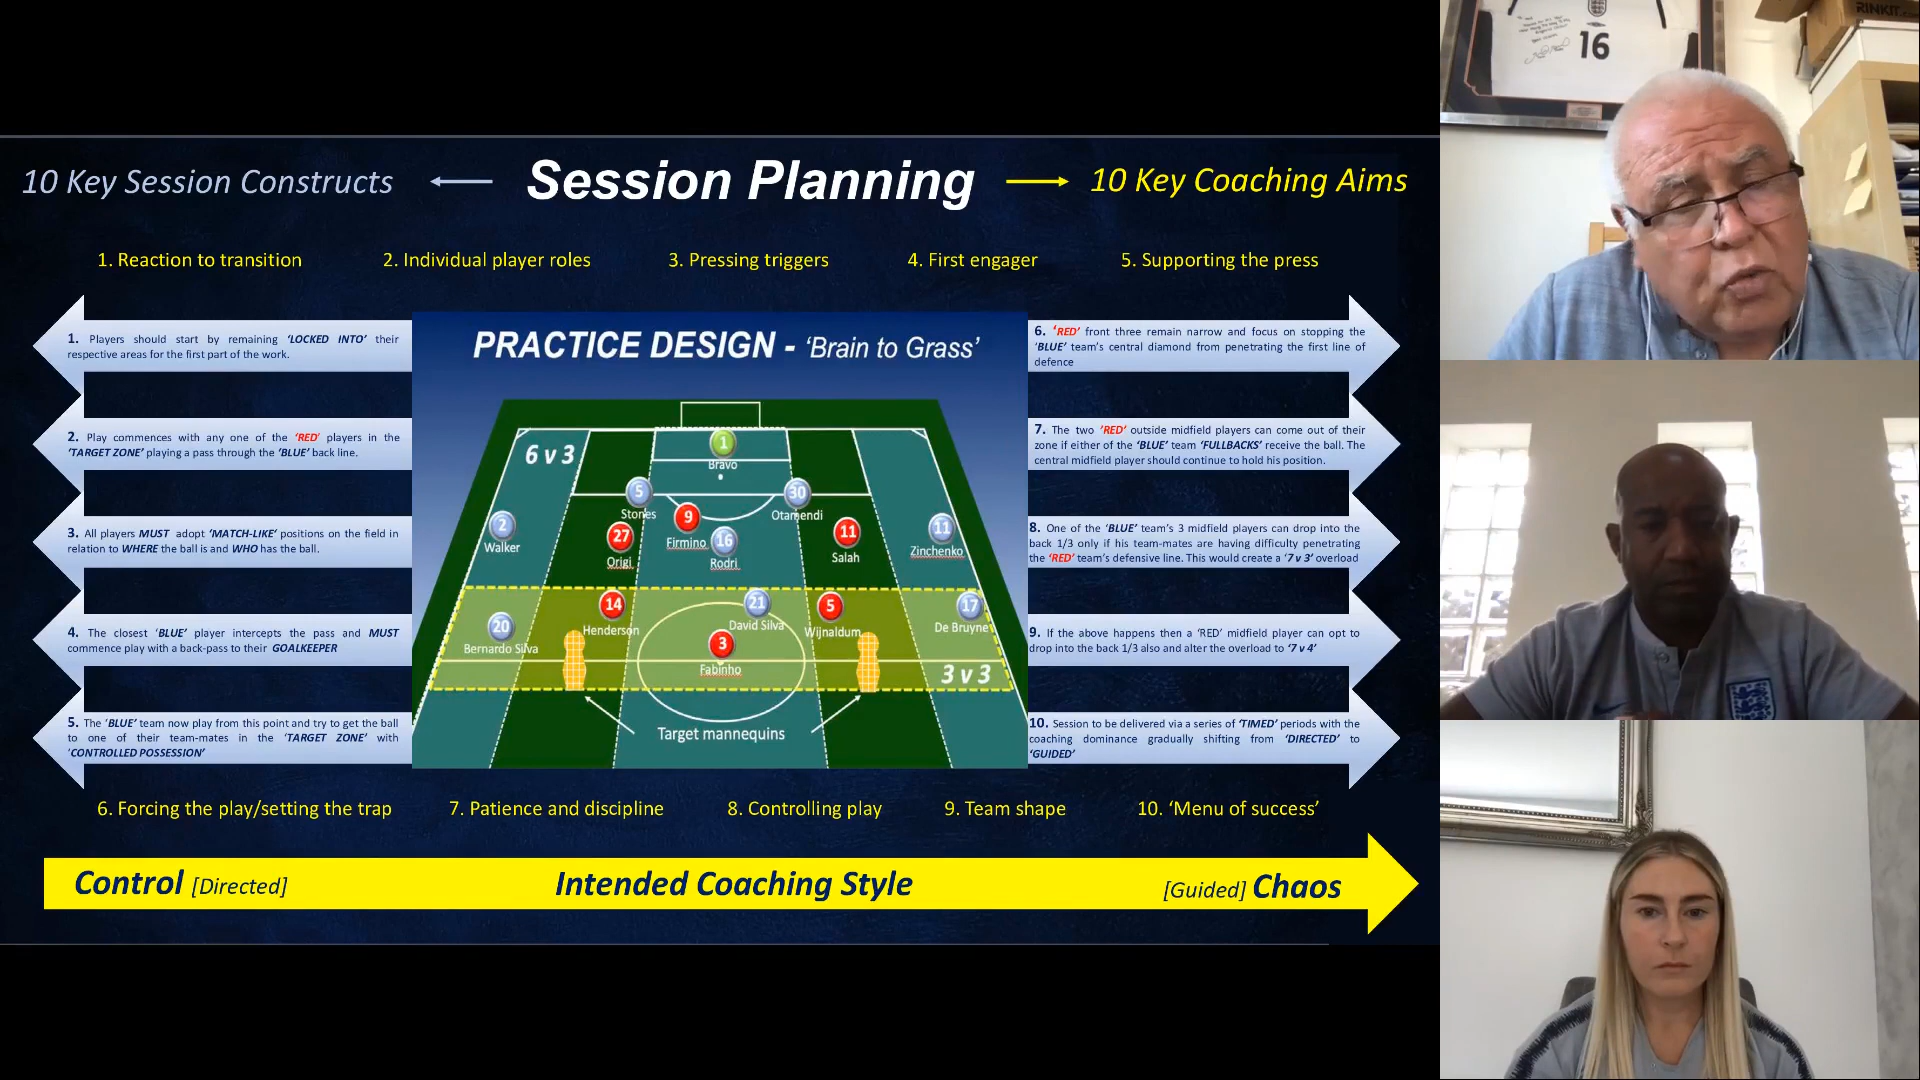 10 Key Session Constructs
Session Planning
10 Key Coaching Aims
1. Reaction to transition
2. Individual player roles
3. Pressing triggers
4. First engager
5. Supporting the press
1. Players should start by remaining ‘LOCKED INTO’ their
respective areas for the first part of the work.
2. Play commences with any one of the ‘RED’ players in the
‘TARGET ZONE’ playing a pass through the ‘BLUE’ back line.
3. All players MUST adopt ‘MATCH-LIKE’ positions on the field in
relation to WHERE the ball is and WHO has the ball.
4. The closest ‘BLUE’ player intercepts the pass and MUST
commence play with a back-pass to their GOALKEEPER
5. The ‘BLUE’ team now play from this point and try to get the ball
to one of their team-mates in the ‘TARGET ZONE’ with
‘CONTROLLED POSSESSION’
PRACTICE DESIGN - ‘Brain to Grass’
6 v 3
1
Bravo
5
Stones
30
Otamendi
2
Walker
27
Origi
9
Firmino
16
Rodri
11
Salah
11
Zinchenko
20
Bernardo Silva
14
Henderson
21
David Silva
5
Wijnaldum
17
De Bruyne
3
Fabinho
3 v 3
Target mannequins
6. ‘RED’ front three remain narrow and focus on stopping the
‘BLUE’ team’s central diamond from penetrating the first line of
defence
7. The two ‘RED’ outside midfield players can come out of their
zone if either of the ‘BLUE’ team ‘FULLBACKS’ receive the ball. The
central midfield player should continue to hold his position.
8. One of the ‘BLUE’ team’s 3 midfield players can drop into the
back 1/3 only if his team-mates are having difficulty penetrating
the ‘RED’ team’s defensive line. This would create a ‘7 v 3’ overload
9. If the above happens then a ‘RED’ midfield player can opt to
drop into the back 1/3 also and alter the overload to ‘7 v 4’
10. Session to be delivered via a series of ‘TIMED’ periods with the
coaching dominance gradually shifting from ‘DIRECTED’ to
‘GUIDED’
6. Forcing the play/setting the trap
7. Patience and discipline
8. Controlling play
9. Team shape
10. ‘Menu of success’
Control [Directed]
Intended Coaching Style
[Guided] Chaos
16